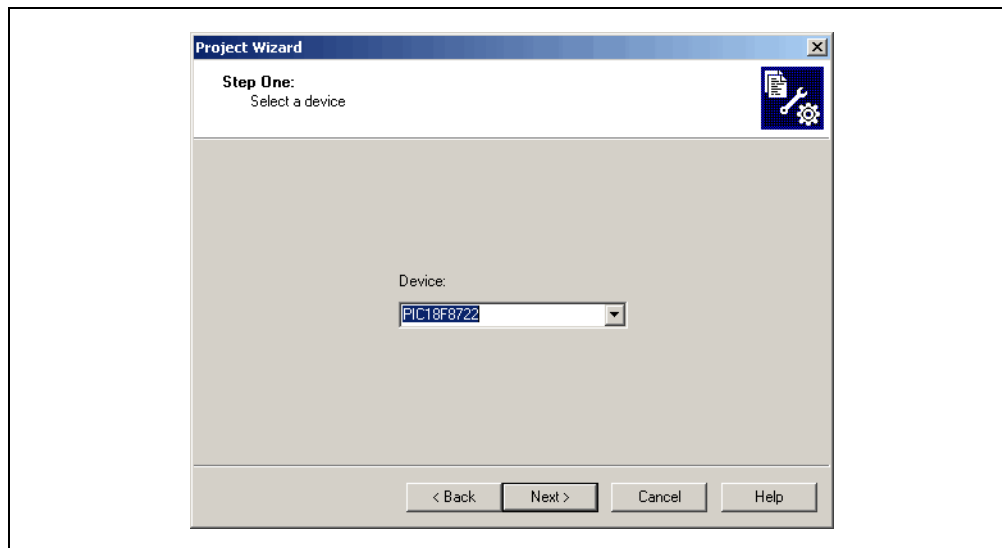 Project Wizard
Step One:
Select a device
Device:
PIC18F8722
< Back Next > Cancel Help